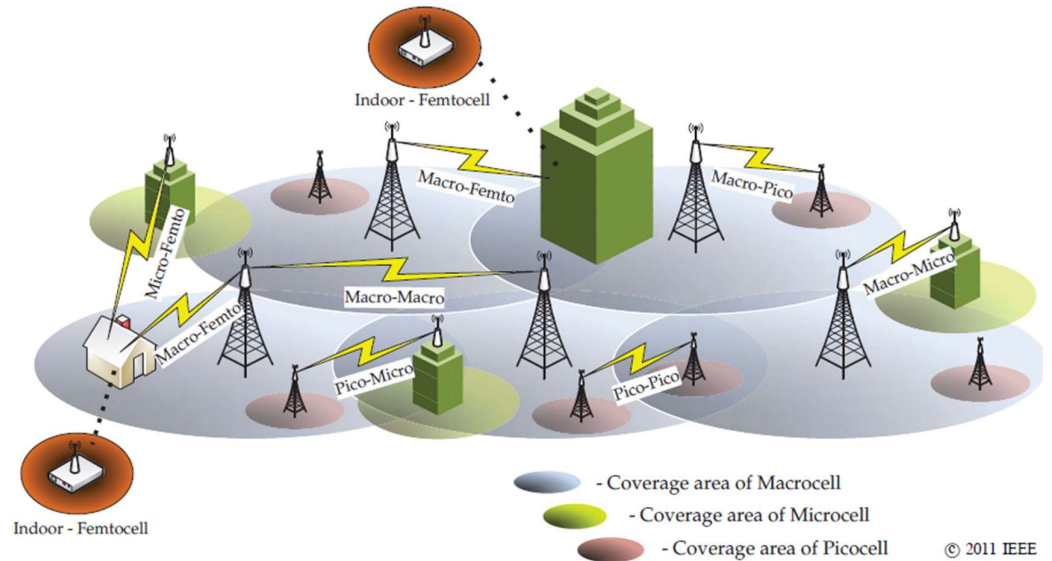 Indoor - Femtocell
Macro-Femto
Macro-Pico
Micro-Femto
Macro-Micro
Macro-Macro
Macro-Femto
Pico-Micro
Pico-Pico
Indoor - Femtocell
- Coverage area of Macrocell
- Coverage area of Microcell
- Coverage area of Picocell
© 2011 IEEE